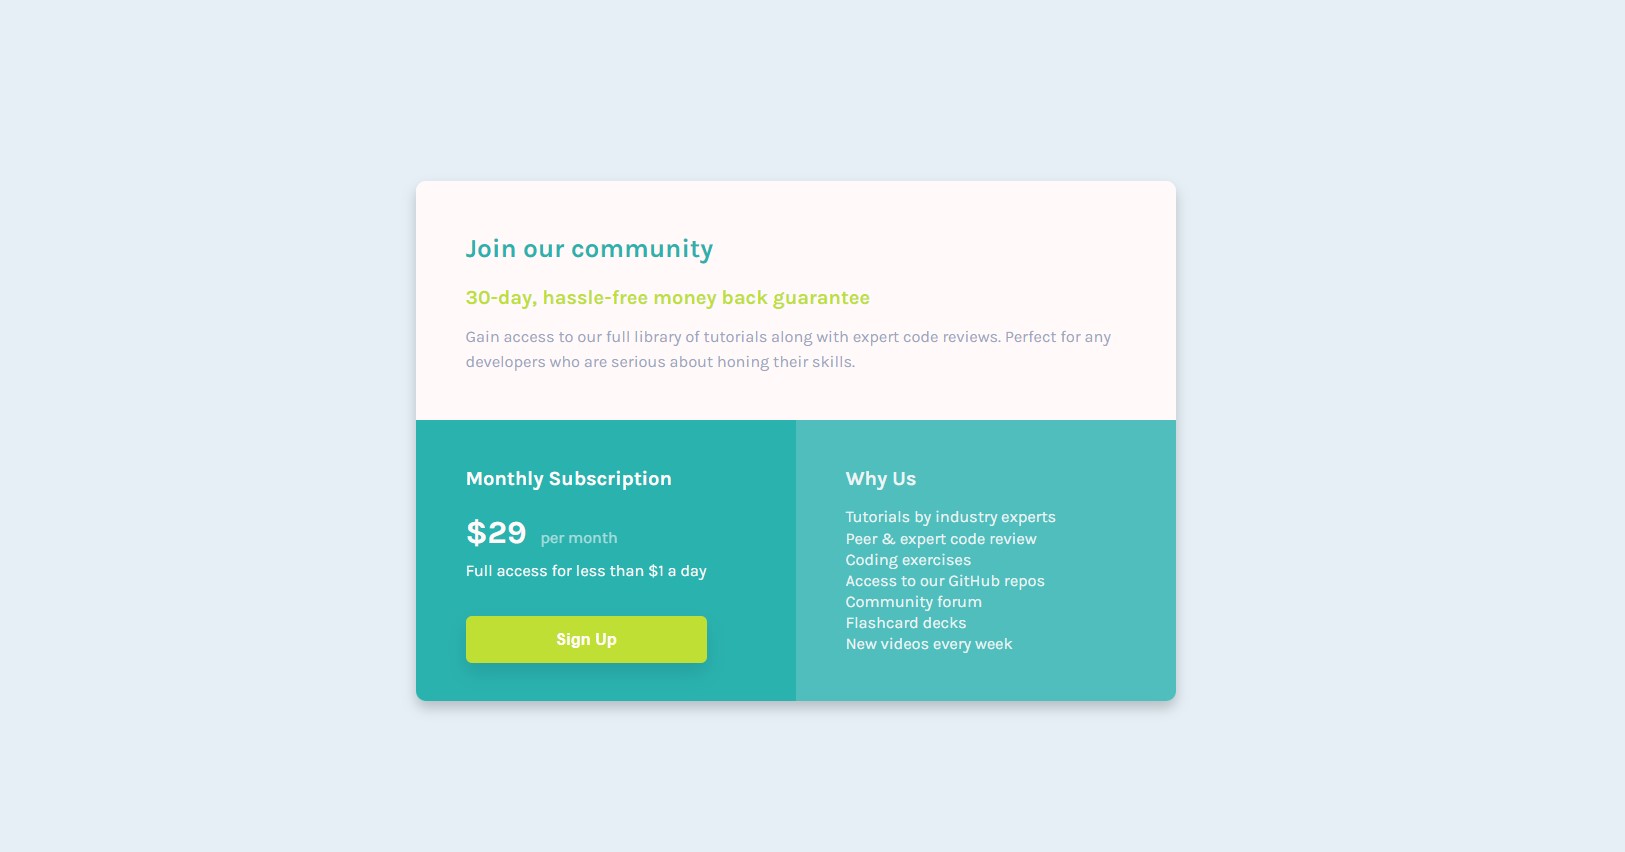 Join our community
30-day, hassle-free money back guarantee
Gain access to our full library of tutorials along with expert code reviews. Perfect for any
developers who are serious about honing their skills.
Monthly Subscription
$29 per month
Full access for less than $1 a day
Sign Up
Why Us
Tutorials by industry experts
Peer & expert code review
Coding exercises
Access to our GitHub repos
Community forum
Flashcard decks
New videos every week